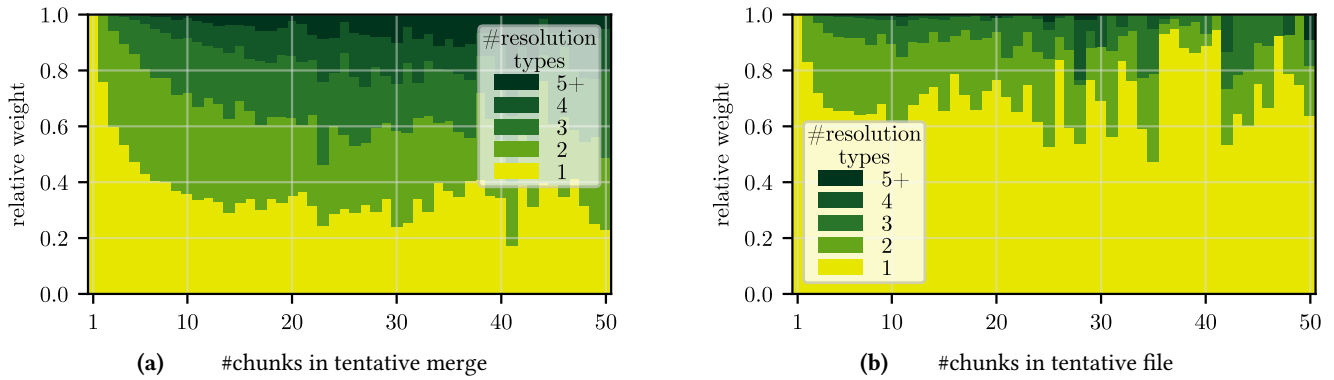 relative weight
1.0
0.8
0.6
0.4
0.2
0.0
#resolution
types
5+
4
3
2
1
1 10 20 30 40 50
(a) #chunks in tentative merge
relative weight
1.0
0.8
0.6
0.4
0.2
0.0
#resolution
types
5+
4
3
2
1
1 10 20 30 40 50
(b) #chunks in tentative file